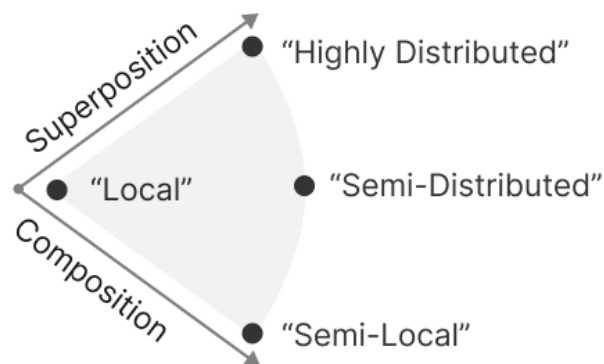 Superposition
“Highly Distributed”
“Local”
“Semi-Distributed”
Composition
“Semi-Local”